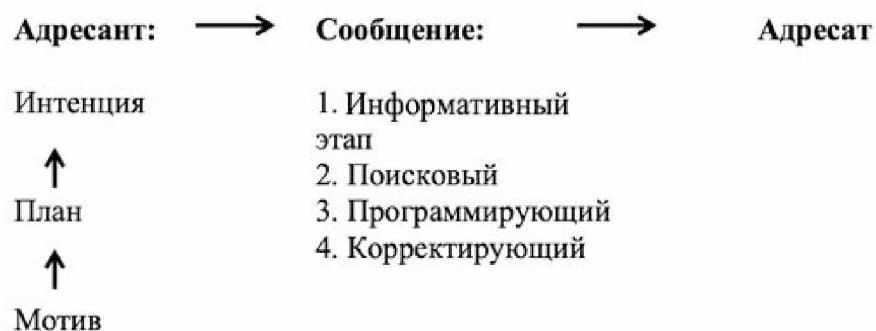 Адресант: → Сообщение: → Адресат
Интенция
1. Информативный
этап
2. Поисковый
План
3. Программирующий
4. Корректирующий
Мотив